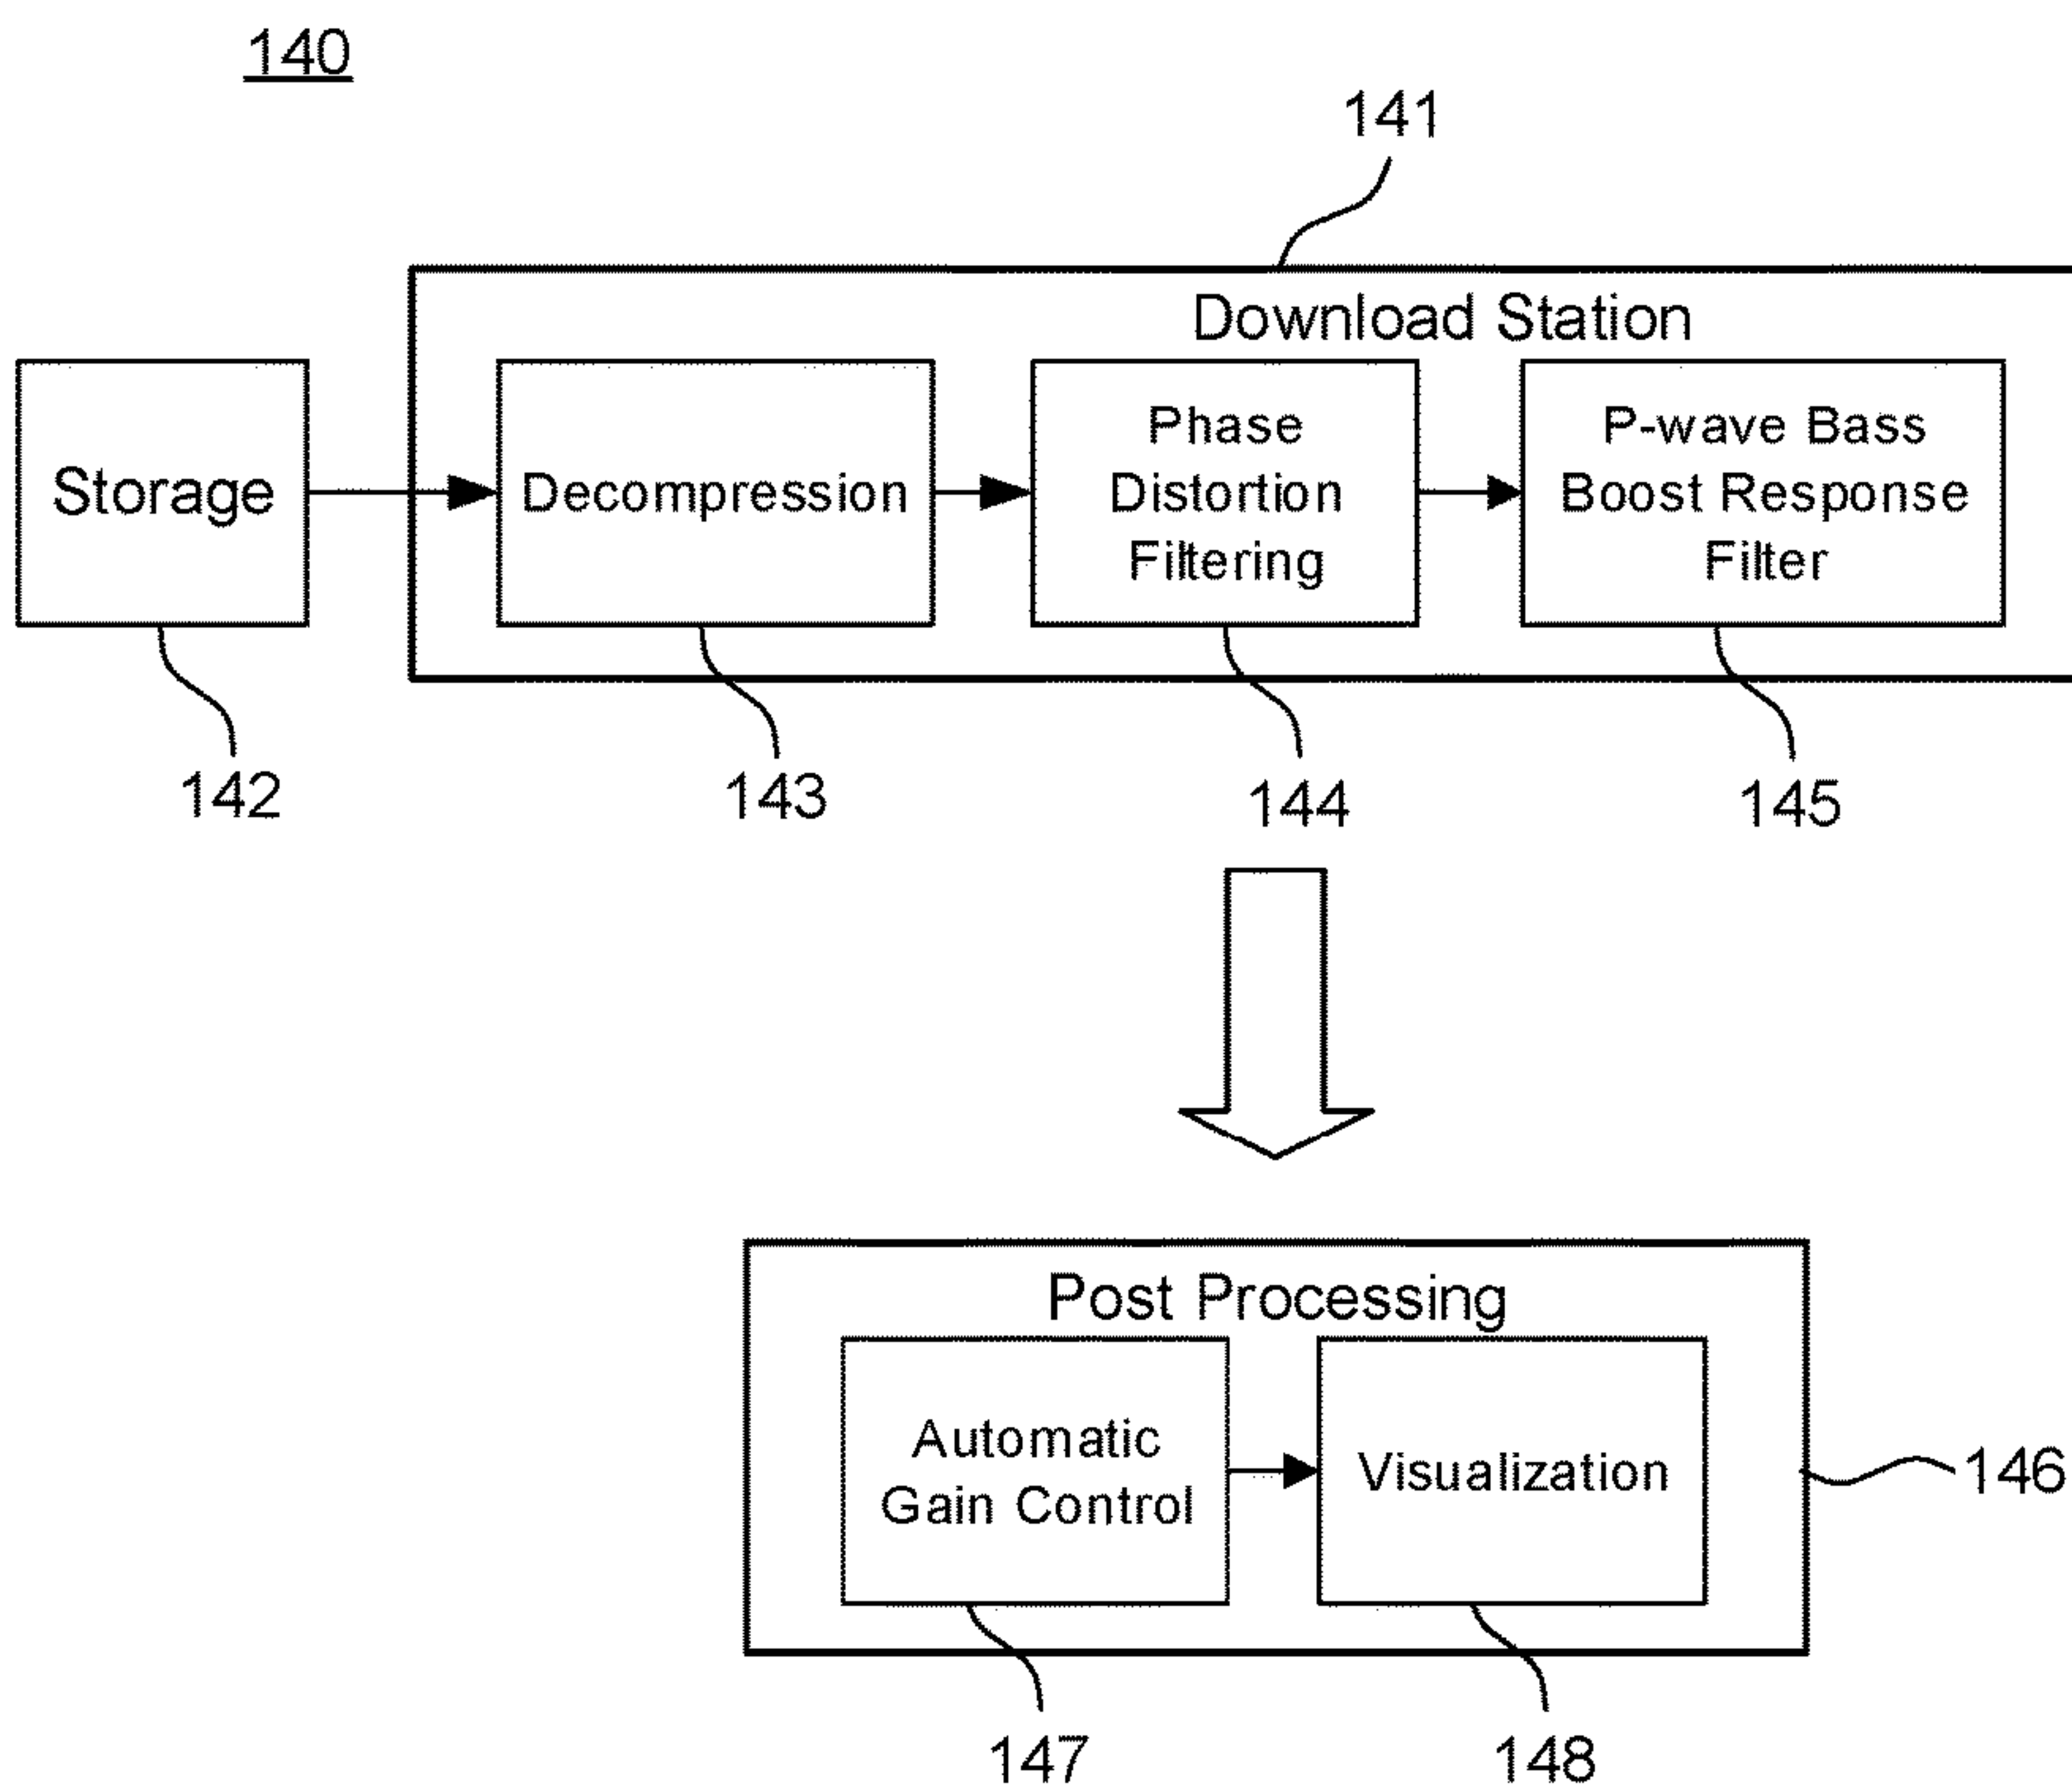 140
141
Download Station
Storage
Decompression
Phase
Distortion
Filtering
P-wave Bass
Boost Response
Filter
142
143
144
145
Post Processing
Automatic
Gain Control
Visualization
146
147
148